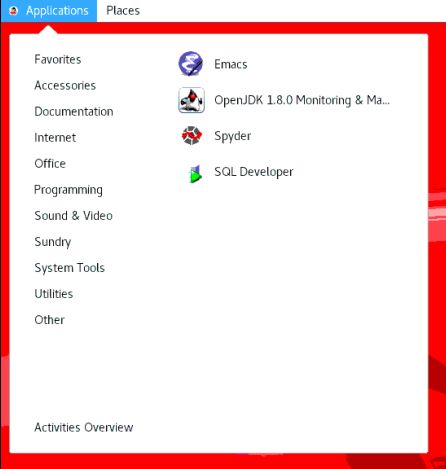 Applications Places
Favorites
Accessories
Documentation
Internet
Office
Programming
Sound & Video
Sundry
System Tools
Utilities
Other
Activities Overview
Emacs
OpenJDK 1.8.0 Monitoring & Ma...
Spyder
SQL Developer